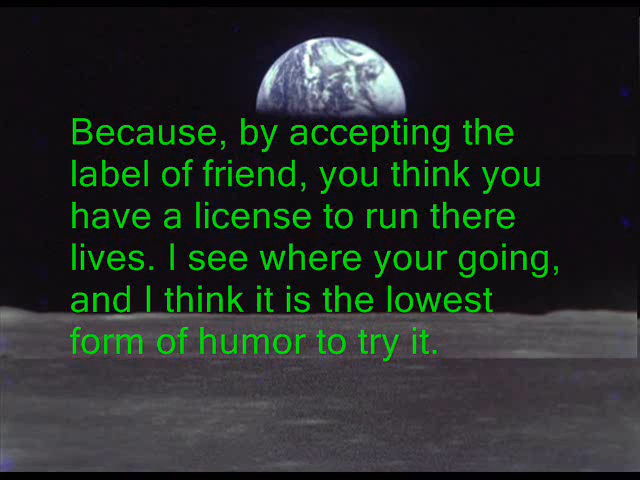 Because, by accepting the
label of friend, you think you
have a license to run there
lives. I see where your going,
and I think it is the lowest
form of humor to try it.